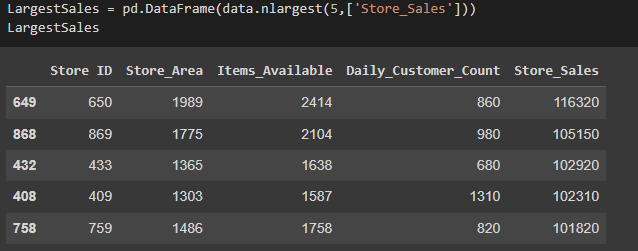 LargestSales = pd.DataFrame(data.nlargest(5,['Store_Sales']))
LargestSales
Store ID Store_Area Items_Available Daily_Customer_Count Store_Sales
649 650 1989 2414 860 116320
868 869 1775 2104 980 105150
432 433 1365 1638 680 102920
408 409 1303 1587 1310 102310
758 759 1486 1758 820 101820